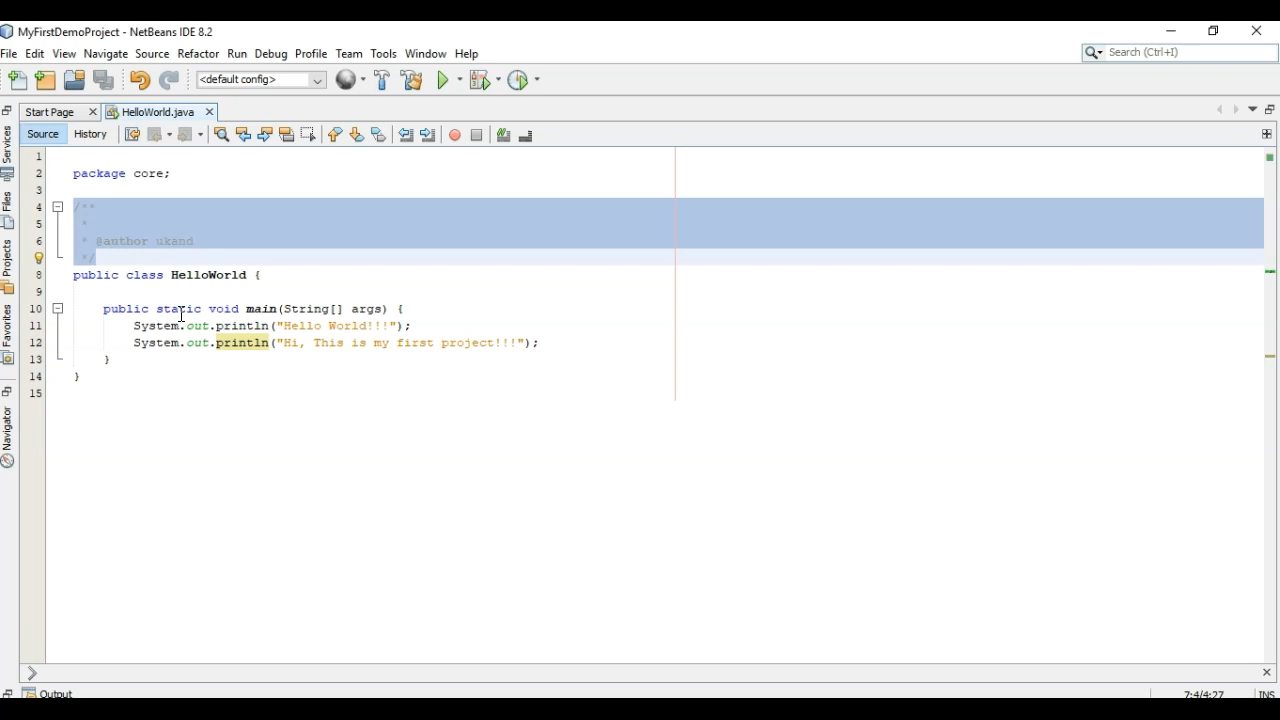 MyFirstDemoProject - NetBeans IDE 8.2
File Edit View Navigate Source Refactor Run Debug Profile Team Tools Window Help
Search (Ctrl+I)
<default config>
Start Page HelloWorld.java
Source History
Services
Files
Projects
Favorites
Navigator
1
2 package core;
3
4 /**
5 *
6 * @author ukand
*/
8 public class HelloWorld {
9
10 public static void main(String[] args) {
11 System.out.println("Hello World!!!");
12 System.out.println("Hi, This is my first project!!!");
13 }
14 }
15
Output 7:4/4:27 INS